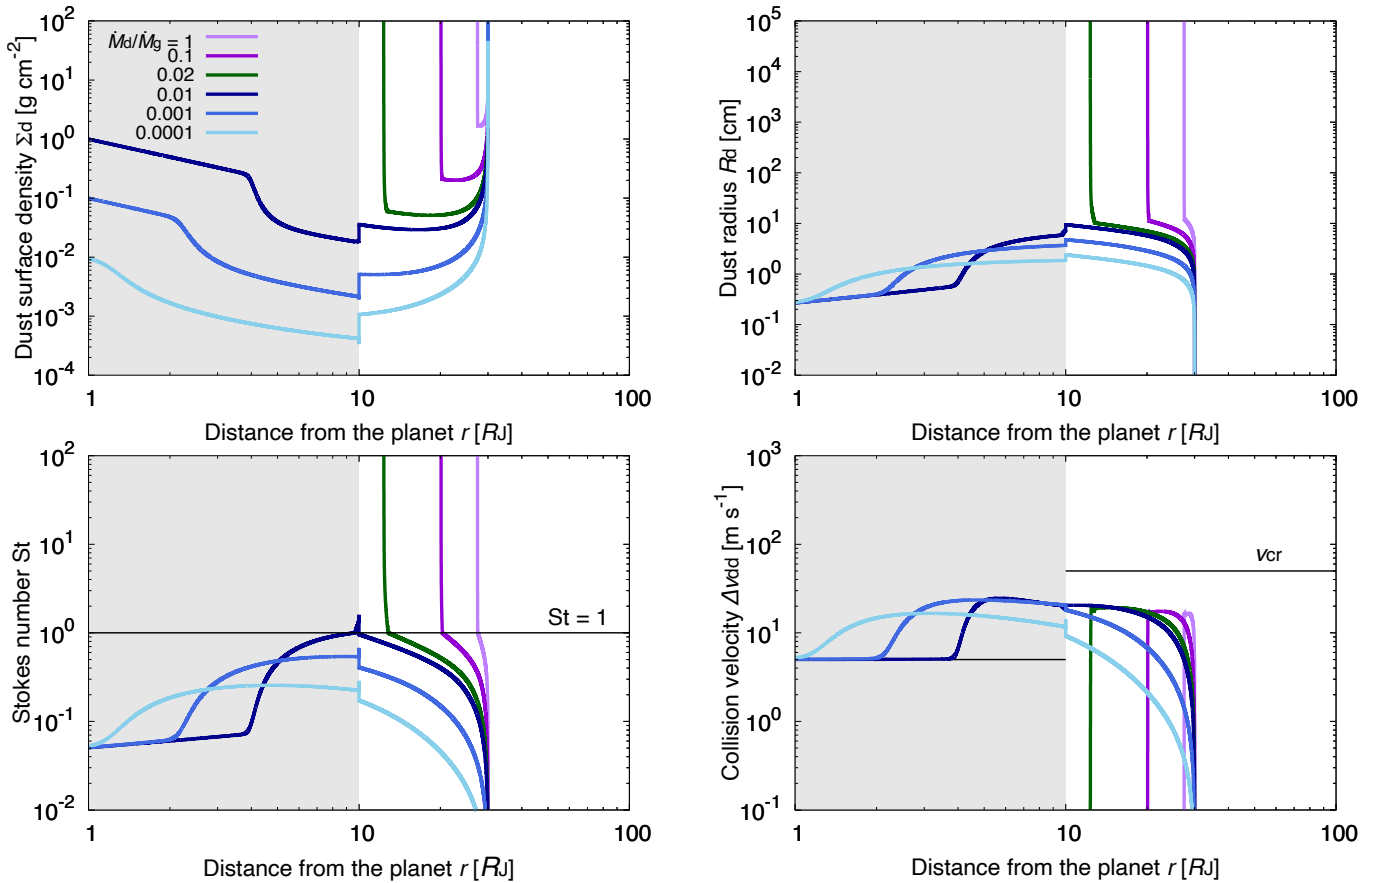 Dust surface density Σd [g cm⁻²]
10²
10¹
10⁰
10⁻¹
10⁻²
10⁻³
10⁻⁴
Ṁd/Ṁg = 1
0.1
0.02
0.01
0.001
0.0001
1 10 100
Distance from the planet r [RJ]
Dust radius Rd [cm]
10⁵
10⁴
10³
10²
10¹
10⁰
10⁻¹
10⁻²
1 10 100
Distance from the planet r [RJ]
Stokes number St
10²
10¹
10⁰
10⁻¹
10⁻²
St = 1
1 10 100
Distance from the planet r [RJ]
Collision velocity Δvdd [m s⁻¹]
10³
10²
10¹
10⁰
10⁻¹
vcr
1 10 100
Distance from the planet r [RJ]